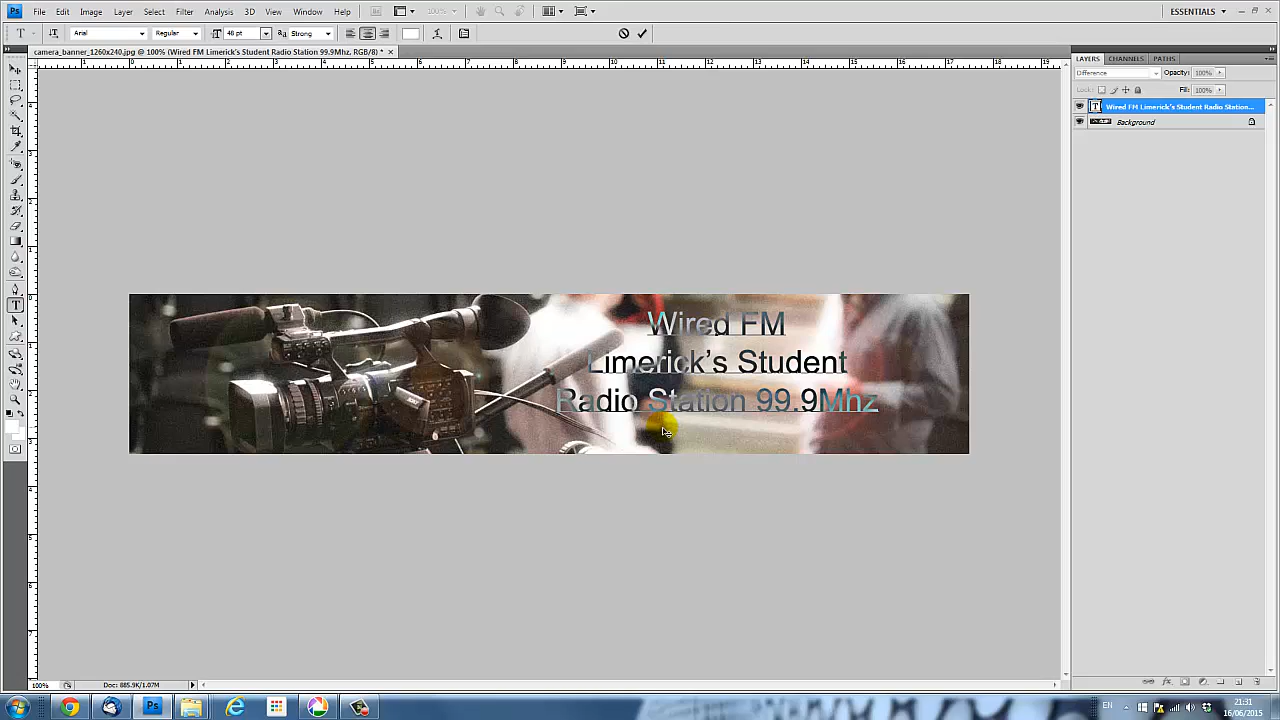 File Edit Image Layer Select Filter Analysis 3D View Window Help
100%
ESSENTIALS
Arial Regular 48 pt Strong
camera_banner_1260x240.jpg @ 100% (Wired FM Limerick's Student Radio Station 99.9Mhz, RGB/8) *
LAYERS CHANNELS PATHS
Difference Opacity: 100%
Lock: Fill: 100%
Wired FM Limerick's Student Radio Station...
Background
Wired FM
Limerick's Student
Radio Station 99.9Mhz
100% Doc: 885.9K/1.07M
EN 21:31
16/06/2015